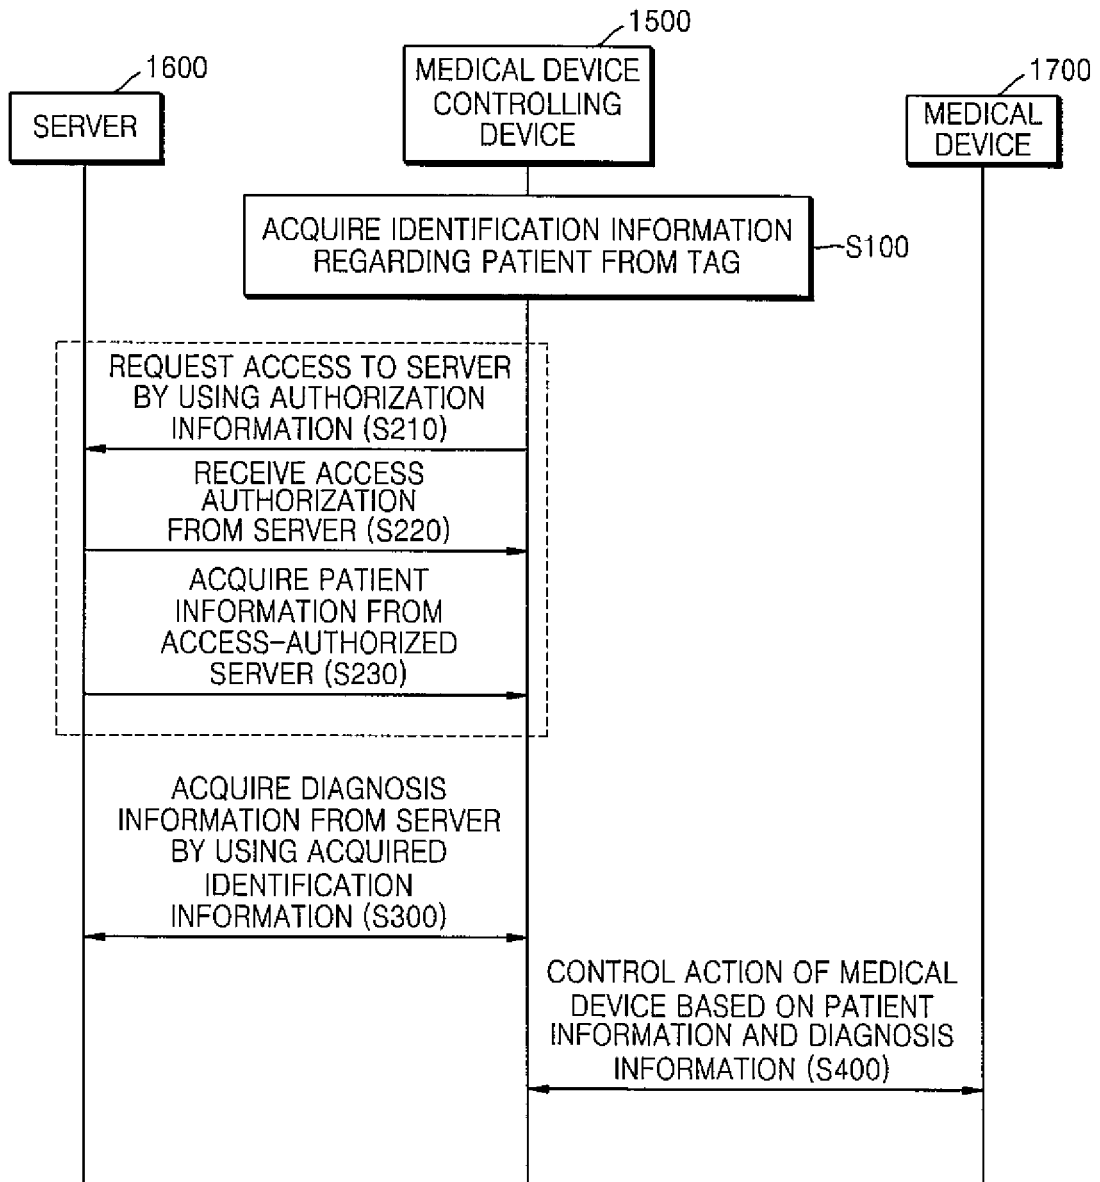 1500
1600
MEDICAL DEVICE
CONTROLLING
DEVICE
1700
SERVER
MEDICAL
DEVICE
ACQUIRE IDENTIFICATION INFORMATION
REGARDING PATIENT FROM TAG
S100
REQUEST ACCESS TO SERVER
BY USING AUTHORIZATION
INFORMATION (S210)
RECEIVE ACCESS
AUTHORIZATION
FROM SERVER (S220)
ACQUIRE PATIENT
INFORMATION FROM
ACCESS-AUTHORIZED
SERVER (S230)
ACQUIRE DIAGNOSIS
INFORMATION FROM SERVER
BY USING ACQUIRED
IDENTIFICATION
INFORMATION (S300)
CONTROL ACTION OF MEDICAL
DEVICE BASED ON PATIENT
INFORMATION AND DIAGNOSIS
INFORMATION (S400)